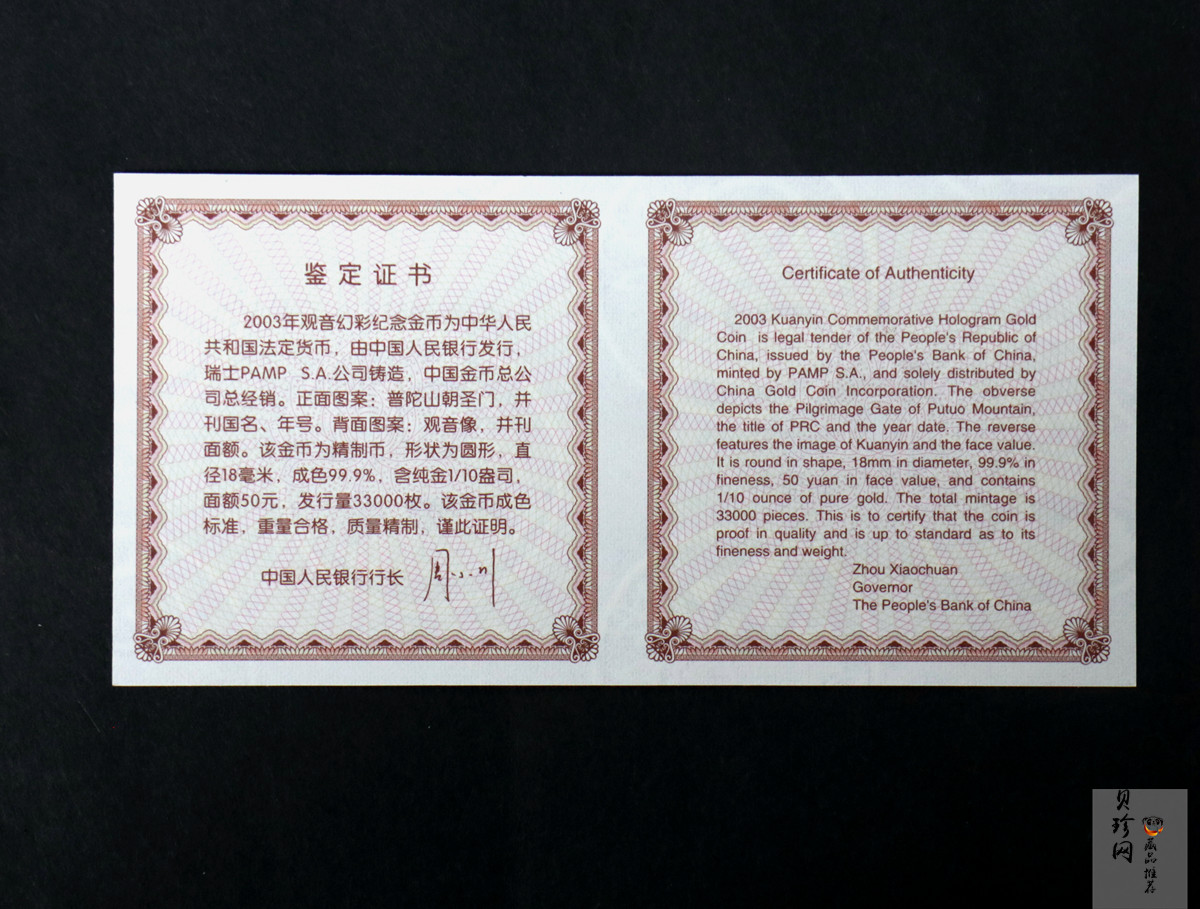 鉴定证书
2003年观音幻彩纪念金币为中华人民
共和国法定货币，由中国人民银行发行，
瑞士PAMP S.A.公司铸造，中国金币总公
司总经销。正面图案：普陀山朝圣门，并
刊国名、年号。背面图案：观音像，并刊
面额。该金币为精制币，形状为圆形，直
径18毫米，成色99.9%，含纯金1/10盎司，
面额50元，发行量33000枚。该金币成色
标准，重量合格，质量精制，谨此证明。
中国人民银行行长 周小川
Certificate of Authenticity
2003 Kuanyin Commemorative Hologram Gold
Coin is legal tender of the People's Republic of
China, issued by the People's Bank of China,
minted by PAMP S.A., and solely distributed by
China Gold Coin Incorporation. The obverse
depicts the Pilgrimage Gate of Putuo Mountain,
the title of PRC and the year date. The reverse
features the image of Kuanyin and the face value.
It is round in shape, 18mm in diameter, 99.9% in
fineness, 50 yuan in face value, and contains
1/10 ounce of pure gold. The total mintage is
33000 pieces. This is to certify that the coin is
proof in quality and is up to standard as to its
fineness and weight.
Zhou Xiaochuan
Governor
The People's Bank of China
贝珍网
藏品推荐